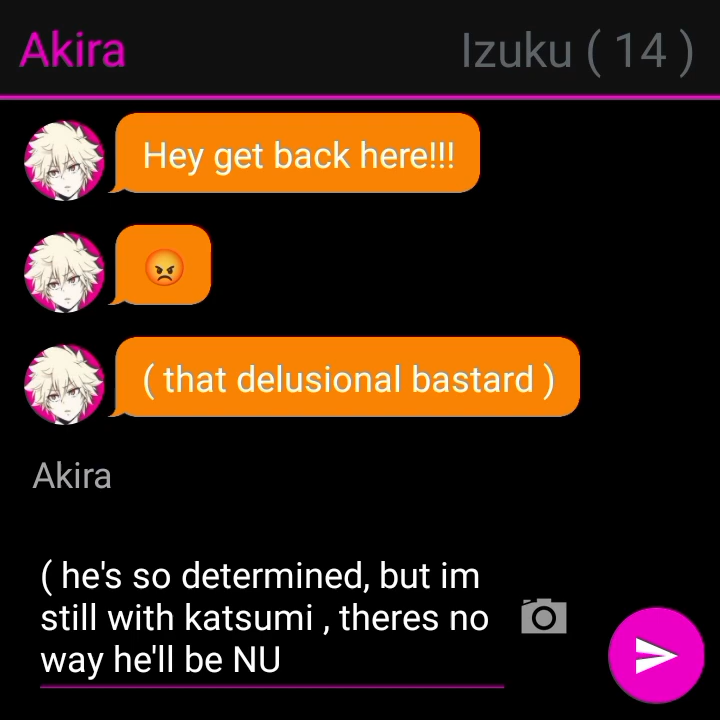 Akira
Izuku ( 14 )
Hey get back here!!!
😡
( that delusional bastard )
Akira
( he's so determined, but im
still with katsumi , theres no
way he'll be NU